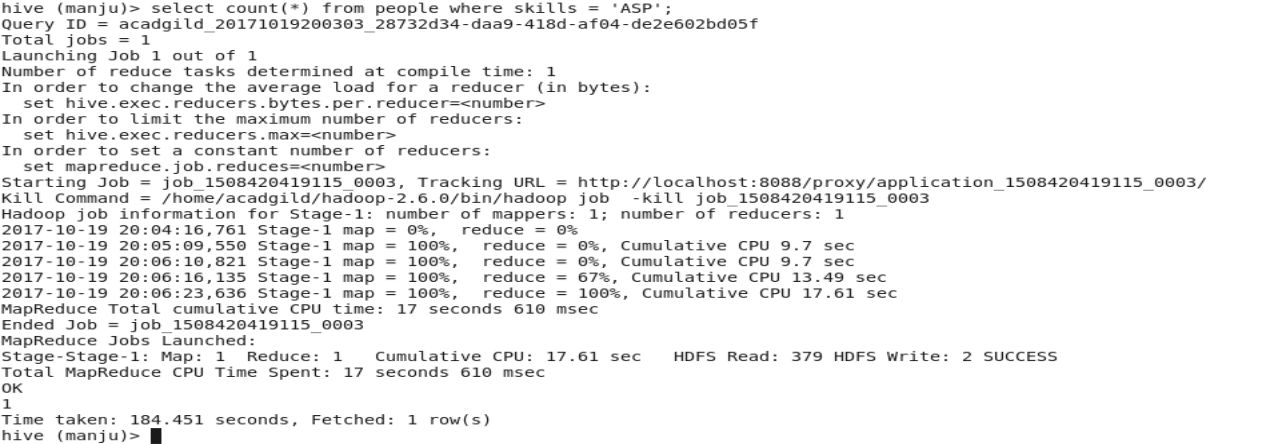 hive (manju)> select count(*) from people where skills = 'ASP';
Query ID = acadgild_20171019200303_28732d34-daa9-418d-af04-de2e602bd05f
Total jobs = 1
Launching Job 1 out of 1
Number of reduce tasks determined at compile time: 1
In order to change the average load for a reducer (in bytes):
  set hive.exec.reducers.bytes.per.reducer=<number>
In order to limit the maximum number of reducers:
  set hive.exec.reducers.max=<number>
In order to set a constant number of reducers:
  set mapreduce.job.reduces=<number>
Starting Job = job_1508420419115_0003, Tracking URL = http://localhost:8088/proxy/application_1508420419115_0003/
Kill Command = /home/acadgild/hadoop-2.6.0/bin/hadoop job  -kill job_1508420419115_0003
Hadoop job information for Stage-1: number of mappers: 1; number of reducers: 1
2017-10-19 20:04:16,761 Stage-1 map = 0%,  reduce = 0%
2017-10-19 20:05:09,550 Stage-1 map = 100%,  reduce = 0%, Cumulative CPU 9.7 sec
2017-10-19 20:06:10,821 Stage-1 map = 100%,  reduce = 0%, Cumulative CPU 9.7 sec
2017-10-19 20:06:16,135 Stage-1 map = 100%,  reduce = 67%, Cumulative CPU 13.49 sec
2017-10-19 20:06:23,636 Stage-1 map = 100%,  reduce = 100%, Cumulative CPU 17.61 sec
MapReduce Total cumulative CPU time: 17 seconds 610 msec
Ended Job = job_1508420419115_0003
MapReduce Jobs Launched:
Stage-Stage-1: Map: 1  Reduce: 1   Cumulative CPU: 17.61 sec   HDFS Read: 379 HDFS Write: 2 SUCCESS
Total MapReduce CPU Time Spent: 17 seconds 610 msec
OK
1
Time taken: 184.451 seconds, Fetched: 1 row(s)
hive (manju)>